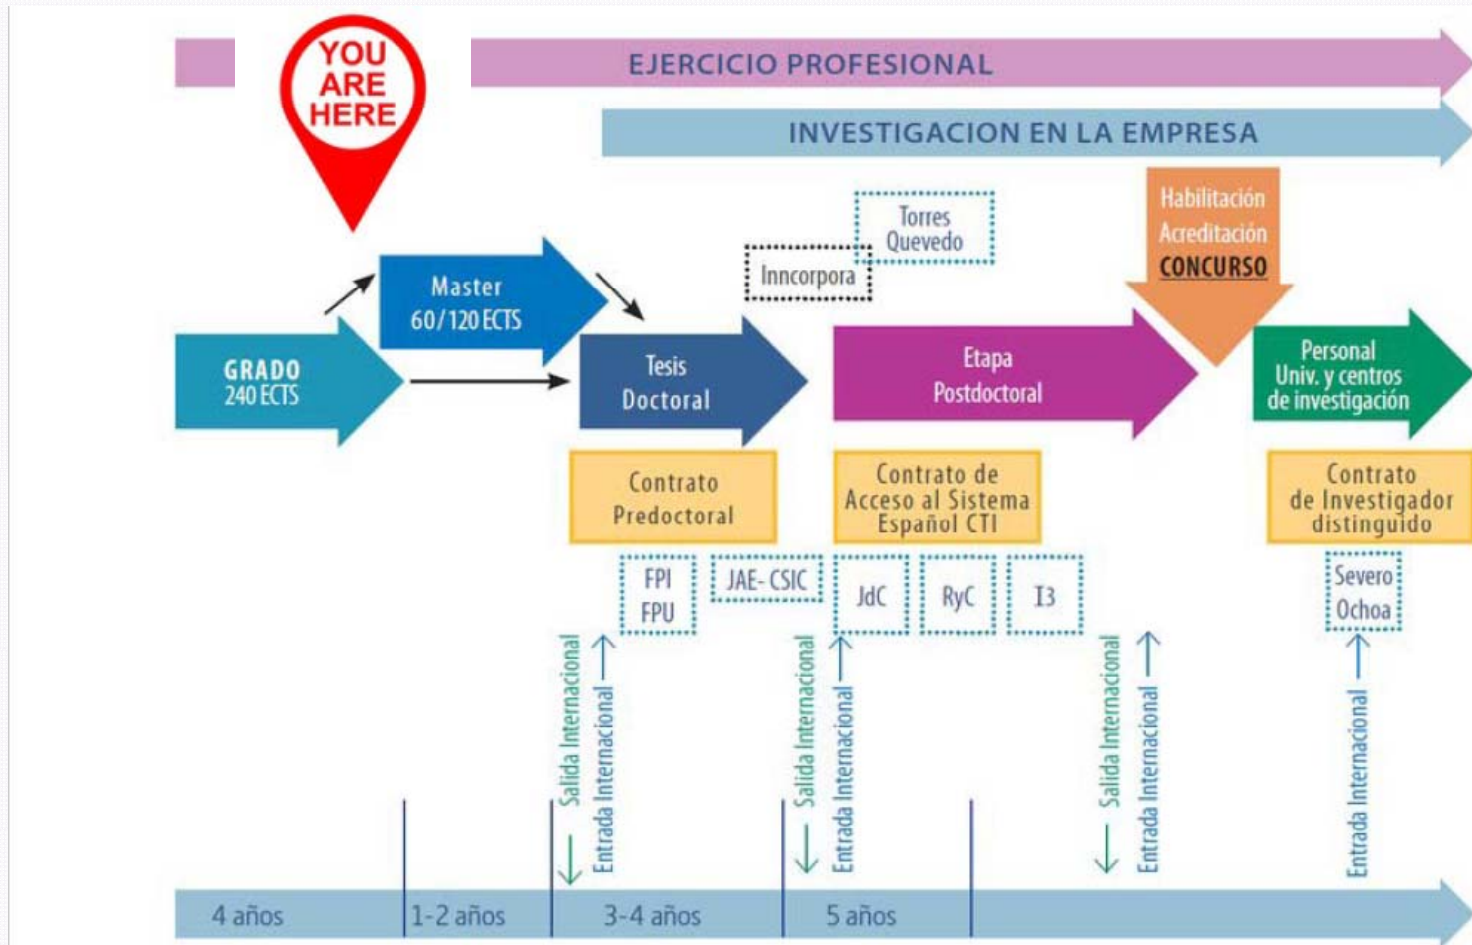 YOU
ARE
HERE
EJERCICIO PROFESIONAL
INVESTIGACION EN LA EMPRESA
Habilitación
Acreditación
CONCURSO
Torres
Quevedo
Inncorpora
Master
60/120 ECTS
GRADO
240 ECTS
Tesis
Doctoral
Etapa
Postdoctoral
Personal
Univ. y centros
de investigación
Contrato
Predoctoral
Contrato de
Acceso al Sistema
Español CTI
Contrato
de Investigador
distinguido
FPI
FPU
JAE- CSIC
JdC
RyC
I3
Severo
Ochoa
Salida Internacional
Entrada Internacional
Salida Internacional
Entrada Internacional
Salida Internacional
Entrada Internacional
Entrada Internacional
4 años
1-2 años
3-4 años
5 años